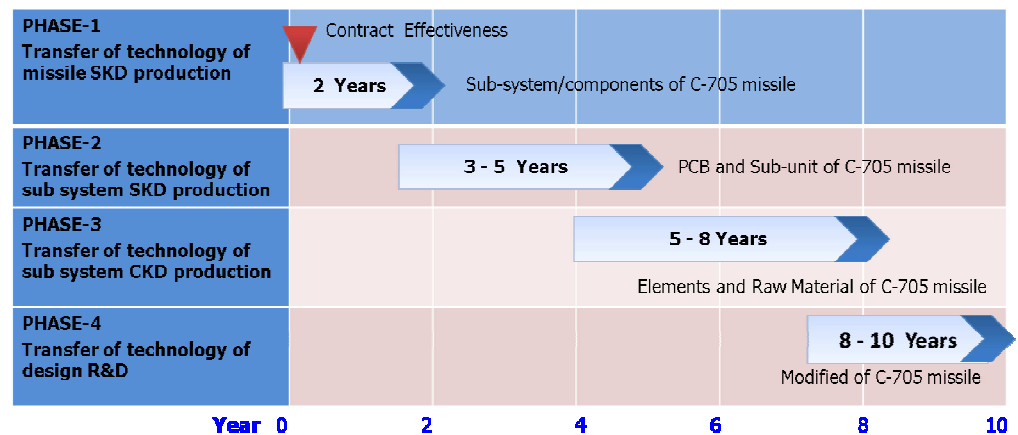 PHASE-1
Transfer of technology of
missile SKD production
Contract Effectiveness
2 Years
Sub-system/components of C-705 missile
PHASE-2
Transfer of technology of
sub system SKD production
3 - 5 Years
PCB and Sub-unit of C-705 missile
PHASE-3
Transfer of technology of
sub system CKD production
5 - 8 Years
Elements and Raw Material of C-705 missile
PHASE-4
Transfer of technology of
design R&D
8 - 10 Years
Modified of C-705 missile
Year 0 2 4 6 8 10